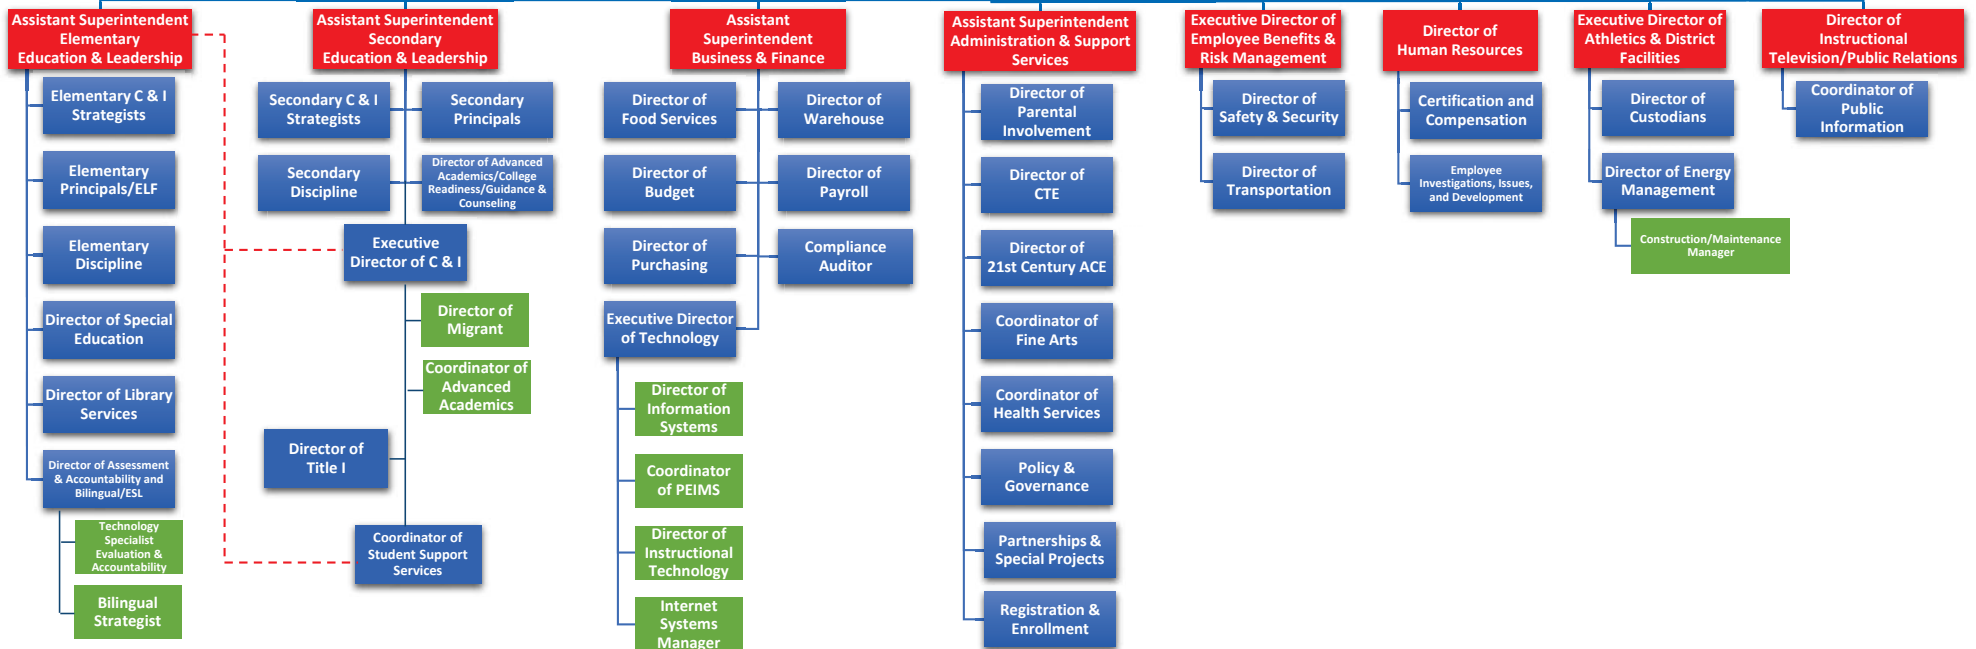 Assistant Superintendent
Elementary
Education & Leadership
Elementary C & I
Strategists
Elementary
Principals/ELF
Elementary
Discipline
Director of Special
Education
Director of Library
Services
Director of Assessment
& Accountability and
Bilingual/ESL
Technology
Specialist
Evaluation &
Accountability
Bilingual
Strategist
Assistant Superintendent
Secondary
Education & Leadership
Secondary C & I
Strategists
Secondary
Principals
Secondary
Discipline
Director of Advanced
Academics/College
Readiness/Guidance &
Counseling
Executive
Director of C & I
Director of
Migrant
Coordinator of
Advanced
Academics
Director of
Title I
Coordinator of
Student Support
Services
Assistant
Superintendent
Business & Finance
Director of
Food Services
Director of
Warehouse
Director of
Budget
Director of
Payroll
Director of
Purchasing
Compliance
Auditor
Executive Director
of Technology
Director of
Information
Systems
Coordinator
of PEIMS
Director of
Instructional
Technology
Internet
Systems
Manager
Assistant Superintendent
Administration & Support
Services
Director of
Parental
Involvement
Director of
CTE
Director of
21st Century ACE
Coordinator of
Fine Arts
Coordinator of
Health Services
Policy &
Governance
Partnerships &
Special Projects
Registration &
Enrollment
Executive Director of
Employee Benefits &
Risk Management
Director of
Safety & Security
Director of
Transportation
Director of
Human Resources
Certification and
Compensation
Employee
Investigations, Issues,
and Development
Executive Director of
Athletics & District
Facilities
Director of
Custodians
Director of Energy
Management
Construction/Maintenance
Manager
Director of
Instructional
Television/Public Relations
Coordinator of
Public
Information